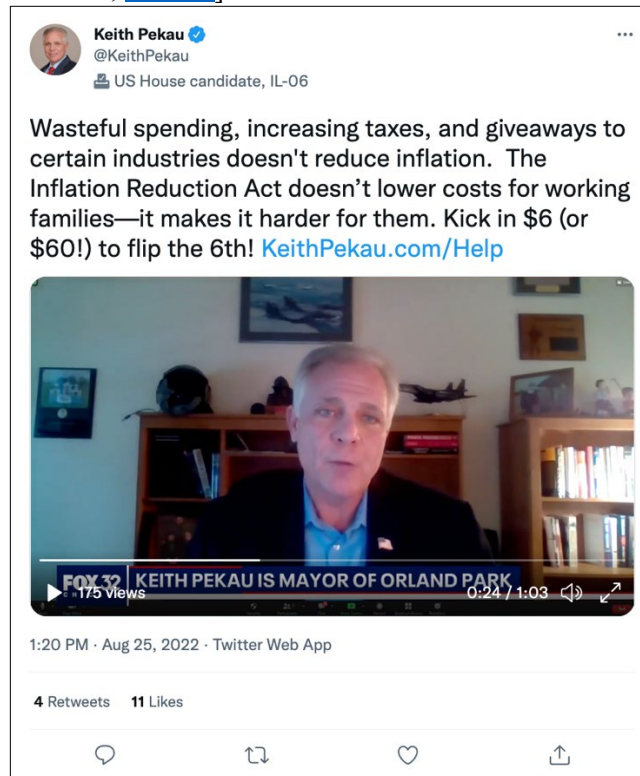 Keith Pekau
@KeithPekau
US House candidate, IL-06
Wasteful spending, increasing taxes, and giveaways to
certain industries doesn't reduce inflation.  The
Inflation Reduction Act doesn’t lower costs for working
families—it makes it harder for them. Kick in $6 (or
$60!) to flip the 6th! KeithPekau.com/Help
FOX 32 KEITH PEKAU IS MAYOR OF ORLAND PARK
175 views 0:24 / 1:03
1:20 PM · Aug 25, 2022 · Twitter Web App
4 Retweets 11 Likes